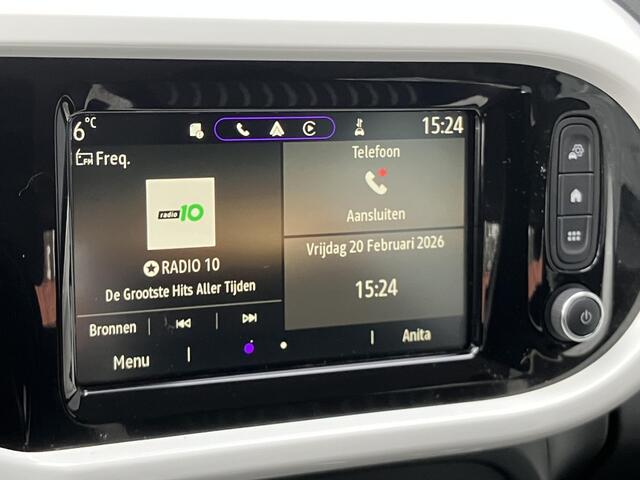 6°C
15:24
FM Freq.
radio 10
RADIO 10
De Grootste Hits Aller Tijden
Bronnen
Menu
Telefoon
Aansluiten
Vrijdag 20 Februari 2026
15:24
Anita